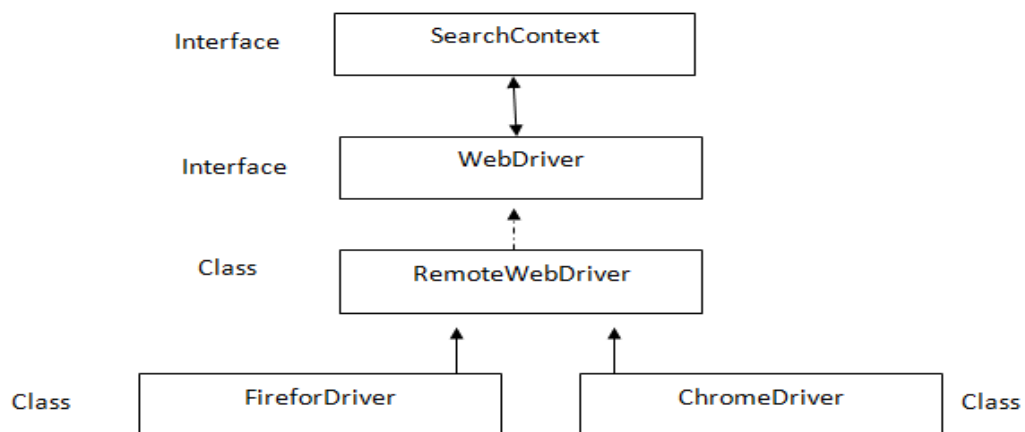 Interface
SearchContext
Interface
WebDriver
Class
RemoteWebDriver
Class
FireforDriver
ChromeDriver
Class